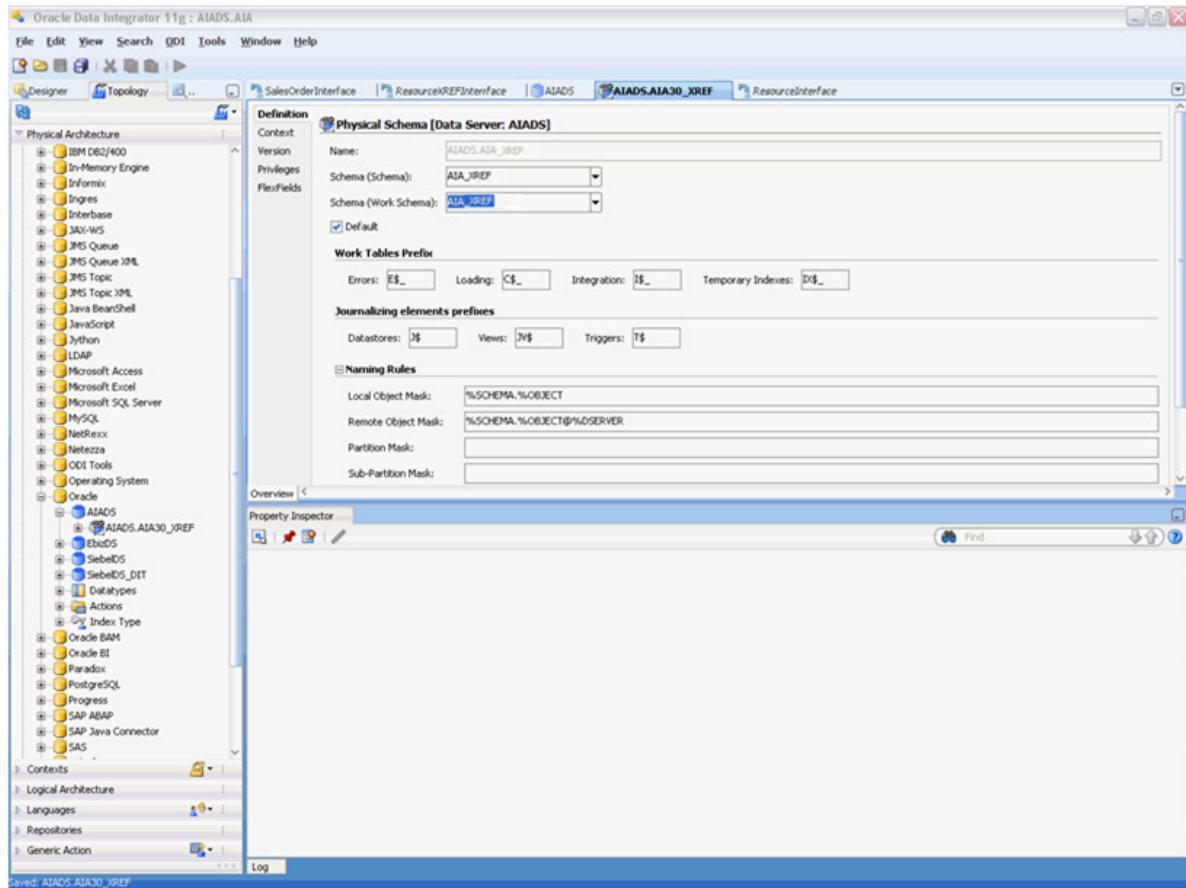 Oracle Data Integrator 11g : AIADS.AIA
File Edit View Search ODI Tools Window Help
Designer Topology
SalesOrderInterface ResourceXREFInternface AIADS AIADS.AIA30_XREF ResourceInterface
Physical Architecture
IBM DB2/400
In-Memory Engine
Informix
Ingres
Interbase
JAX-WS
JMS Queue
JMS Queue XML
JMS Topic
JMS Topic XML
Java BeanShell
JavaScript
Jython
LDAP
Microsoft Access
Microsoft Excel
Microsoft SQL Server
MySQL
NetRexx
Netezza
ODI Tools
Operating System
Oracle
AIADS
AIADS.AIA30_XREF
EbizDS
SiebelDS
SiebelDS_DIT
Datatypes
Actions
Index Type
Oracle BAM
Oracle BI
Paradox
PostgreSQL
Progress
SAP ABAP
SAP Java Connector
SAS
Contexts
Logical Architecture
Languages
Repositories
Generic Action
Definition
Context
Version
Privileges
FlexFields
Physical Schema [Data Server: AIADS]
Name: AIADS.AIA_XREF
Schema (Schema): AIA_XREF
Schema (Work Schema): AIA_XREF
Default
Work Tables Prefix
Errors: E$_ Loading: C$_ Integration: I$_ Temporary Indexes: IX$_
Journalizing elements prefixes
Datastores: J$ Views: JV$ Triggers: T$
Naming Rules
Local Object Mask: %SCHEMA.%OBJECT
Remote Object Mask: %SCHEMA.%OBJECT@%DSERVER
Partition Mask:
Sub-Partition Mask:
Overview
Property Inspector
Find
Log
Saved: AIADS.AIA30_XREF